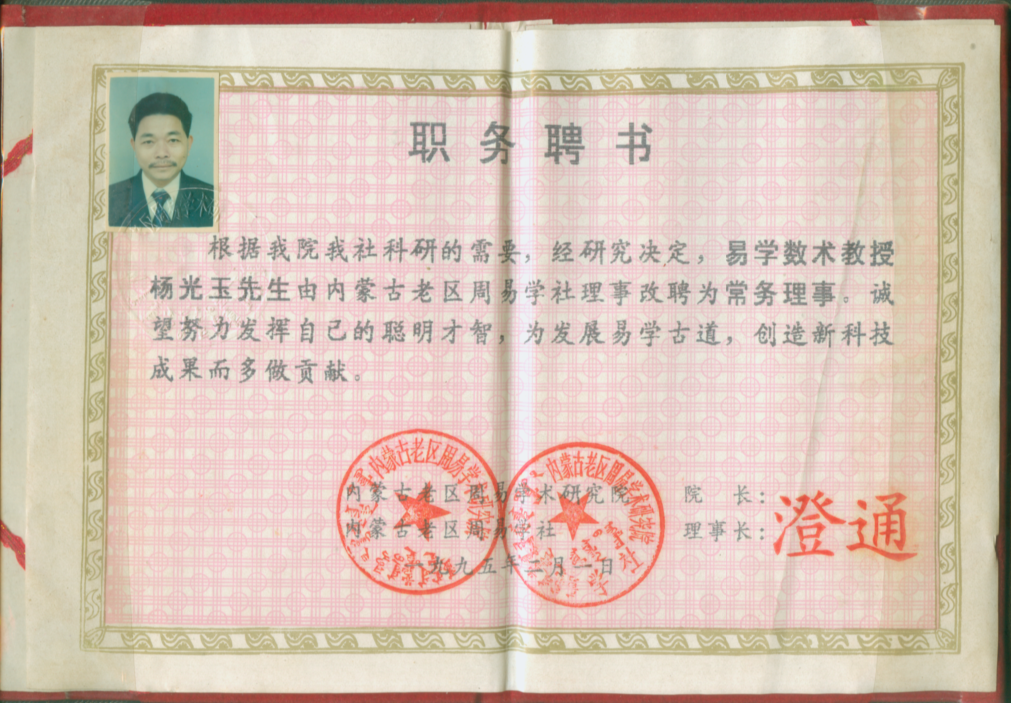 职务聘书
根据我院我社科研的需要，经研究决定，易学数术教授
杨光玉先生由内蒙古老区周易学社理事改聘为常务理事。诚
望努力发挥自己的聪明才智，为发展易学古道，创造新科技
成果而多做贡献。
内蒙古老区周易学术研究院 院 长：
内蒙古老区周易学社 理事长：
澄通
一九九五年二月一日